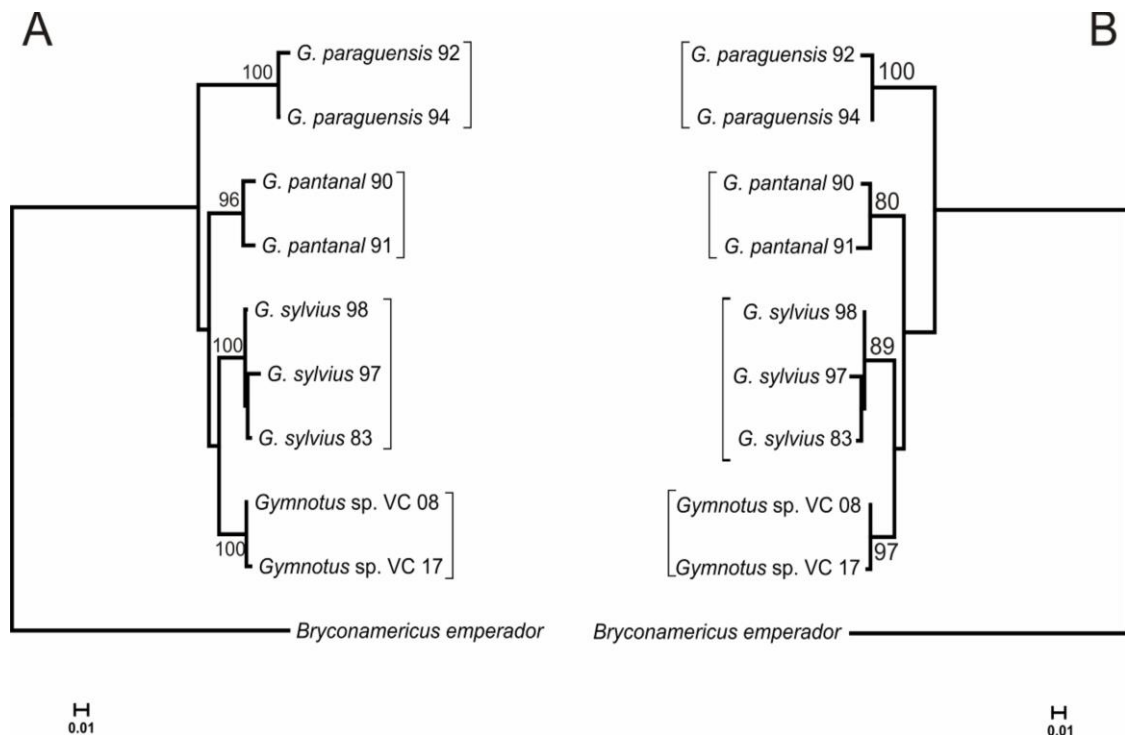 A
G. paraguensis 92
100
G. paraguensis 94
G. pantanal 90
96
G. pantanal 91
G. sylvius 98
100
G. sylvius 97
G. sylvius 83
Gymnotus sp. VC 08
100
Gymnotus sp. VC 17
Bryconamericus emperador
0.01
B
G. paraguensis 92
100
G. paraguensis 94
G. pantanal 90
80
G. pantanal 91
G. sylvius 98
89
G. sylvius 97
G. sylvius 83
Gymnotus sp. VC 08
97
Gymnotus sp. VC 17
Bryconamericus emperador
0.01